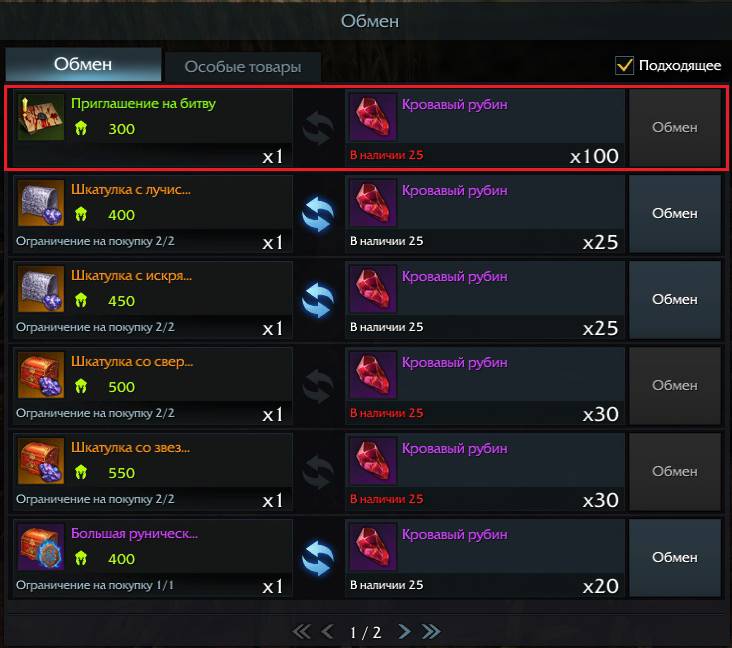 Обмен
Обмен Особые товары Подходящее
Приглашение на битву
300
x1
Кровавый рубин
В наличии 25
x100
Обмен
Шкатулка с лучис...
400
Ограничение на покупку 2/2
x1
Кровавый рубин
В наличии 25
x25
Обмен
Шкатулка с искря...
450
Ограничение на покупку 2/2
x1
Кровавый рубин
В наличии 25
x25
Обмен
Шкатулка со свер...
500
Ограничение на покупку 2/2
x1
Кровавый рубин
В наличии 25
x30
Обмен
Шкатулка со звез...
550
Ограничение на покупку 2/2
x1
Кровавый рубин
В наличии 25
x30
Обмен
Большая руническ...
400
Ограничение на покупку 1/1
x1
Кровавый рубин
В наличии 25
x20
Обмен
1 / 2